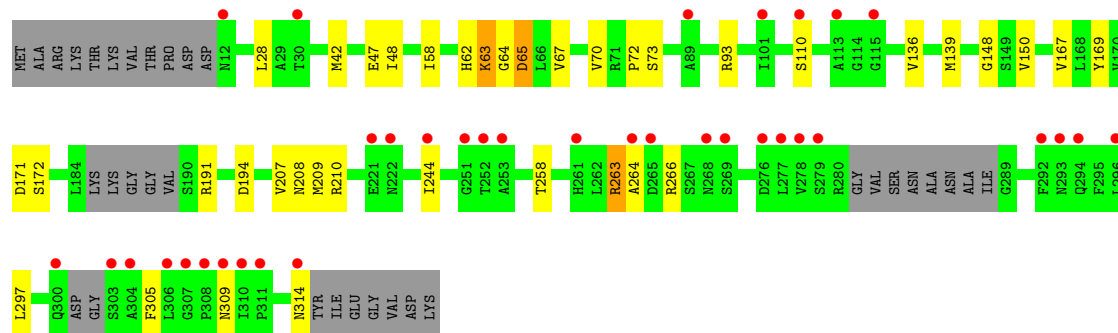 MET ALA ARG LYS THR LYS LYS VAL THR PRO ASP ASP N12 L28 A29 T30 M42 E47 I48 I58 H62 K63 G64 D65 L66 V67 V70 R71 P72 S73 A89 R93 I101 S110 A113 G114 G115 V136 M139 G148 S149 V150 V167 L168 Y169 V170
D171 S172 L184 LYS LYS GLY GLY VAL S190 R191 D194 V207 N208 M209 R210 E221 N222 I244 G251 T252 A253 T258 H261 L262 R263 A264 D265 R266 S267 N268 S269 D276 L277 V278 S279 R280 GLY VAL SER ASN ALA ASN ALA ILE G289 F292 N293 Q294 P295 L296
L297 Q300 ASP GLY S303 A304 F305 L306 G307 P308 N309 I310 P311 N314 TYR ILE GLU GLY VAL ASP LYS